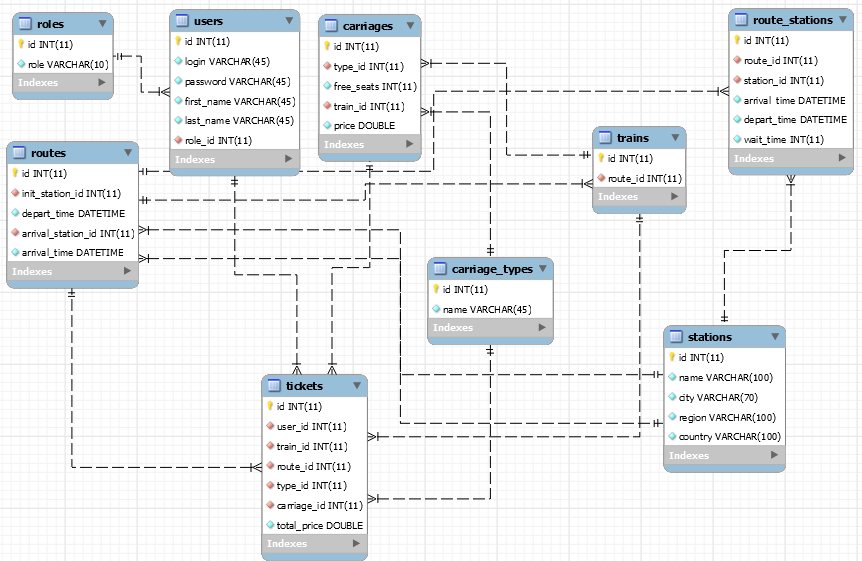 roles
id INT(11)
role VARCHAR(10)
Indexes
users
id INT(11)
login VARCHAR(45)
password VARCHAR(45)
first_name VARCHAR(45)
last_name VARCHAR(45)
role_id INT(11)
Indexes
carriages
id INT(11)
type_id INT(11)
free_seats INT(11)
train_id INT(11)
price DOUBLE
Indexes
route_stations
id INT(11)
route_id INT(11)
station_id INT(11)
arrival_time DATETIME
depart_time DATETIME
wait_time INT(11)
Indexes
routes
id INT(11)
init_station_id INT(11)
depart_time DATETIME
arrival_station_id INT(11)
arrival_time DATETIME
Indexes
trains
id INT(11)
route_id INT(11)
Indexes
carriage_types
id INT(11)
name VARCHAR(45)
Indexes
stations
id INT(11)
name VARCHAR(100)
city VARCHAR(70)
region VARCHAR(100)
country VARCHAR(100)
Indexes
tickets
id INT(11)
user_id INT(11)
train_id INT(11)
route_id INT(11)
type_id INT(11)
carriage_id INT(11)
total_price DOUBLE
Indexes